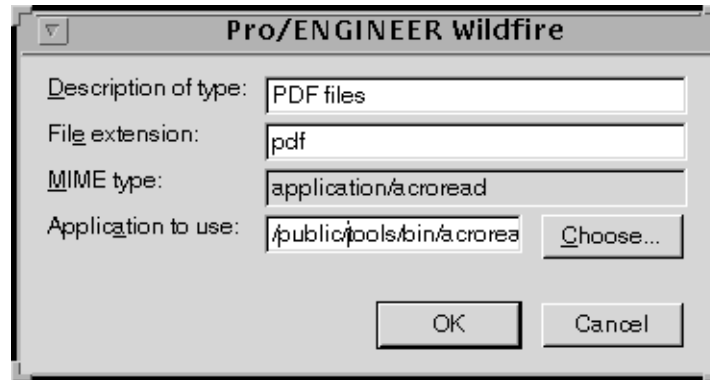 Pro/ENGINEER Wildfire
Description of type: PDF files
File extension: pdf
MIME type: application/acroread
Application to use: /public/tools/bin/acrorea Choose...
OK Cancel